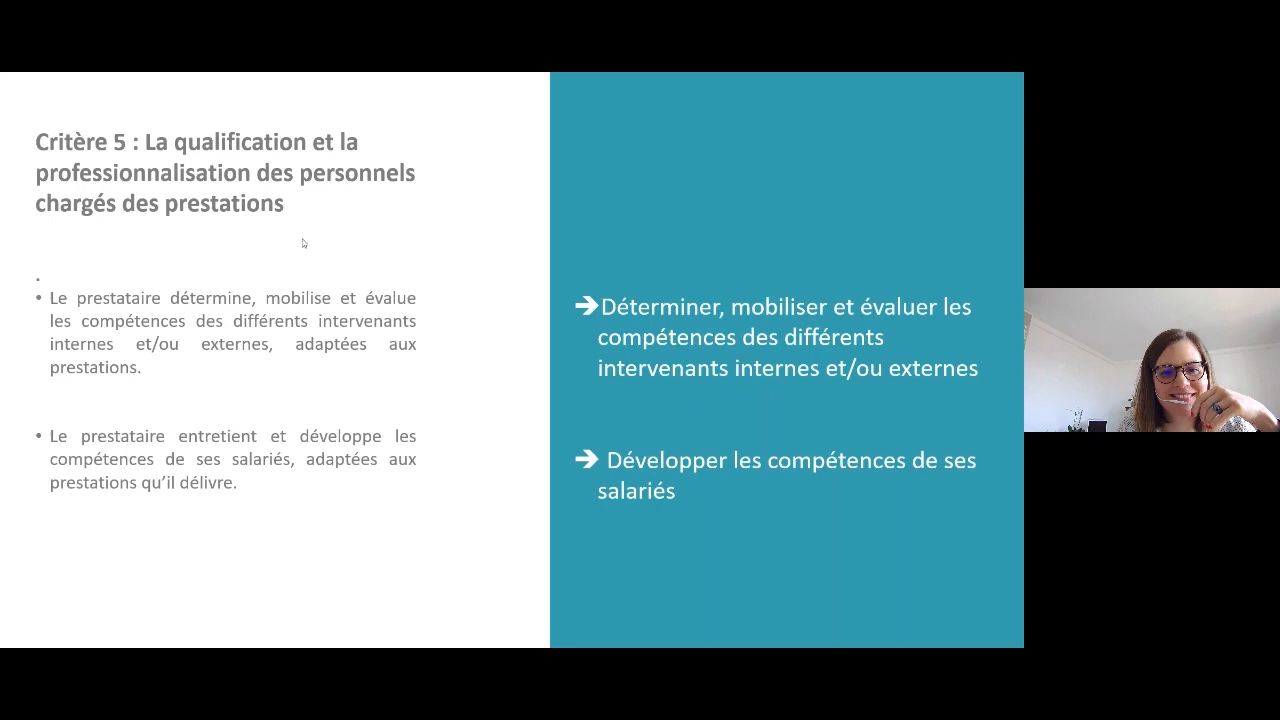 Critère 5 : La qualification et la
professionnalisation des personnels
chargés des prestations
.
• Le prestataire détermine, mobilise et évalue
les compétences des différents intervenants
internes et/ou externes, adaptées aux
prestations.
• Le prestataire entretient et développe les
compétences de ses salariés, adaptées aux
prestations qu’il délivre.
➔Déterminer, mobiliser et évaluer les
compétences des différents
intervenants internes et/ou externes
➔ Développer les compétences de ses
salariés